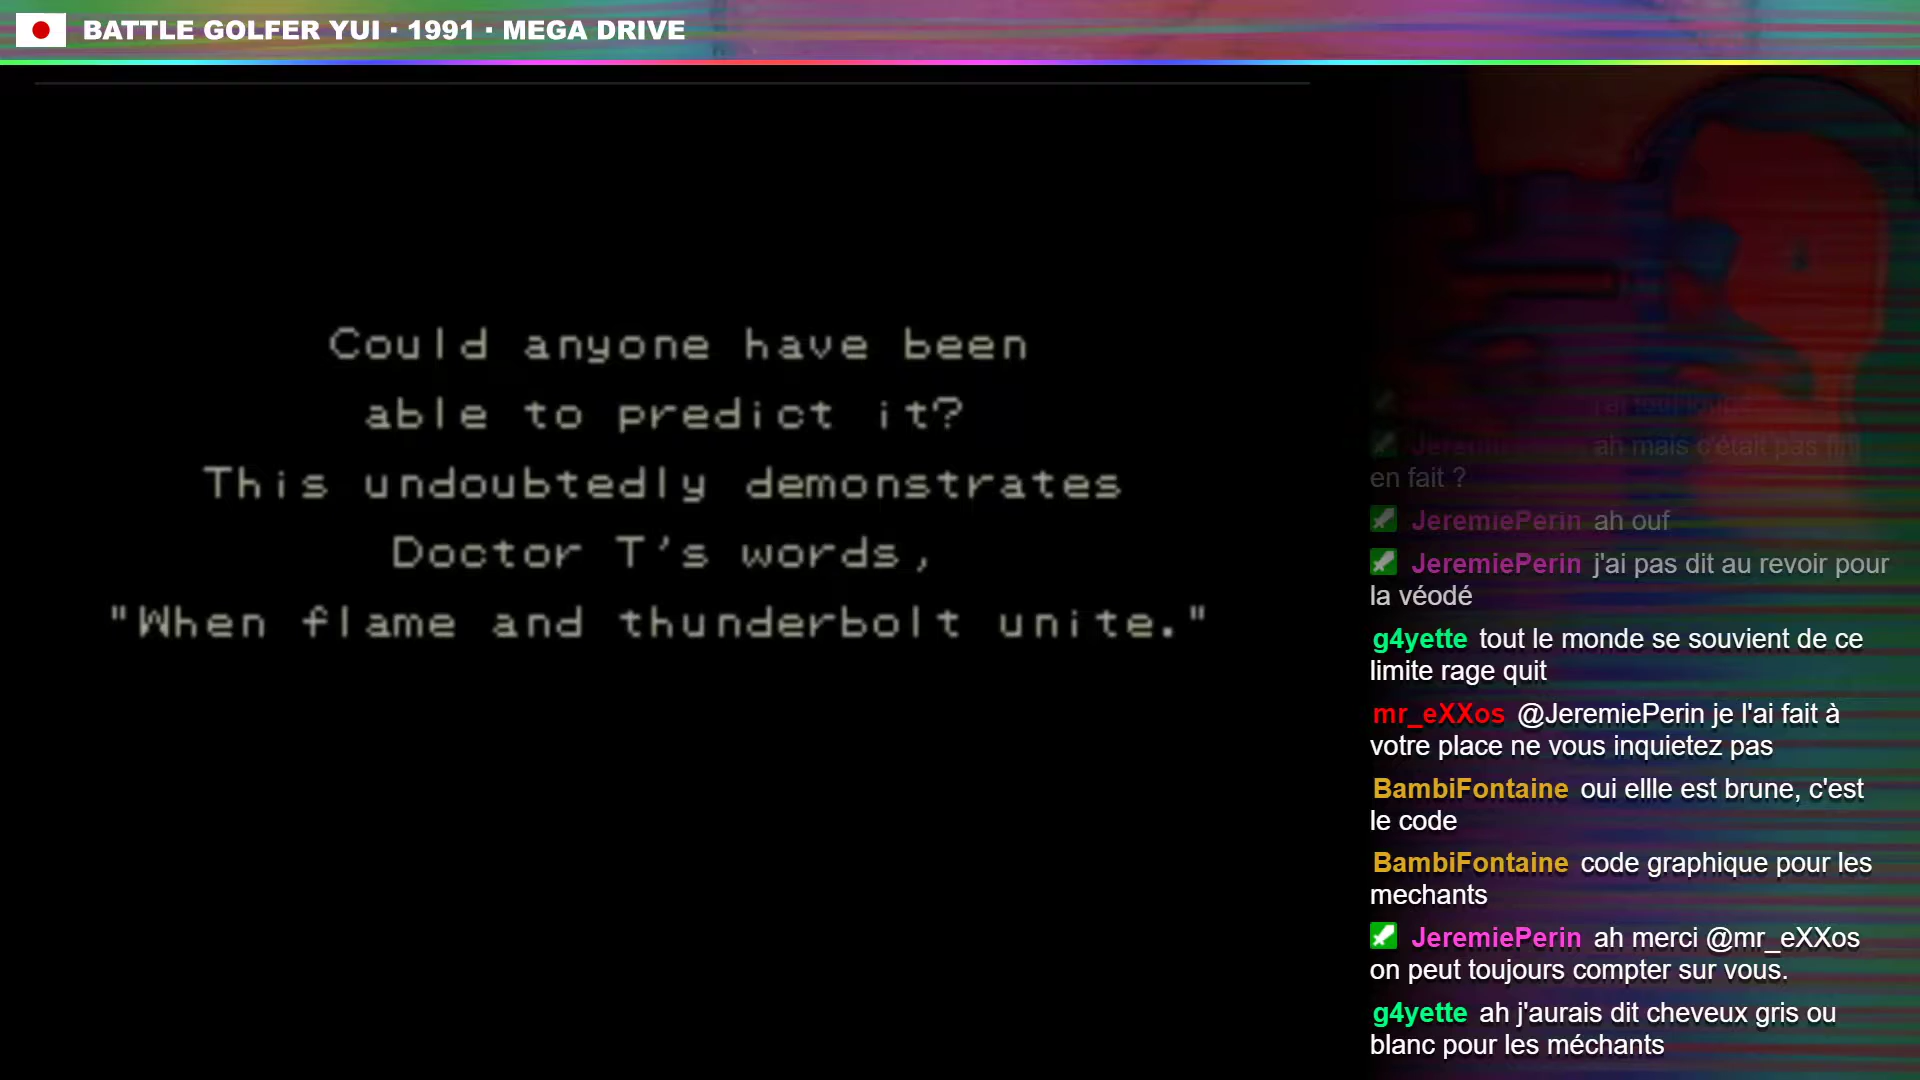 BATTLE GOLFER YUI · 1991 · MEGA DRIVE
Could anyone have been
able to predict it?
This undoubtedly demonstrates
Doctor T's words,
"When flame and thunderbolt unite."
ah mais c'était pas fini
en fait ?
JeremiePerin ah ouf
JeremiePerin j'ai pas dit au revoir pour
la véodé
g4yette tout le monde se souvient de ce
limite rage quit
mr_eXXos @JeremiePerin je l'ai fait à
votre place ne vous inquietez pas
BambiFontaine oui ellle est brune, c'est
le code
BambiFontaine code graphique pour les
mechants
JeremiePerin ah merci @mr_eXXos
on peut toujours compter sur vous.
g4yette ah j'aurais dit cheveux gris ou
blanc pour les méchants